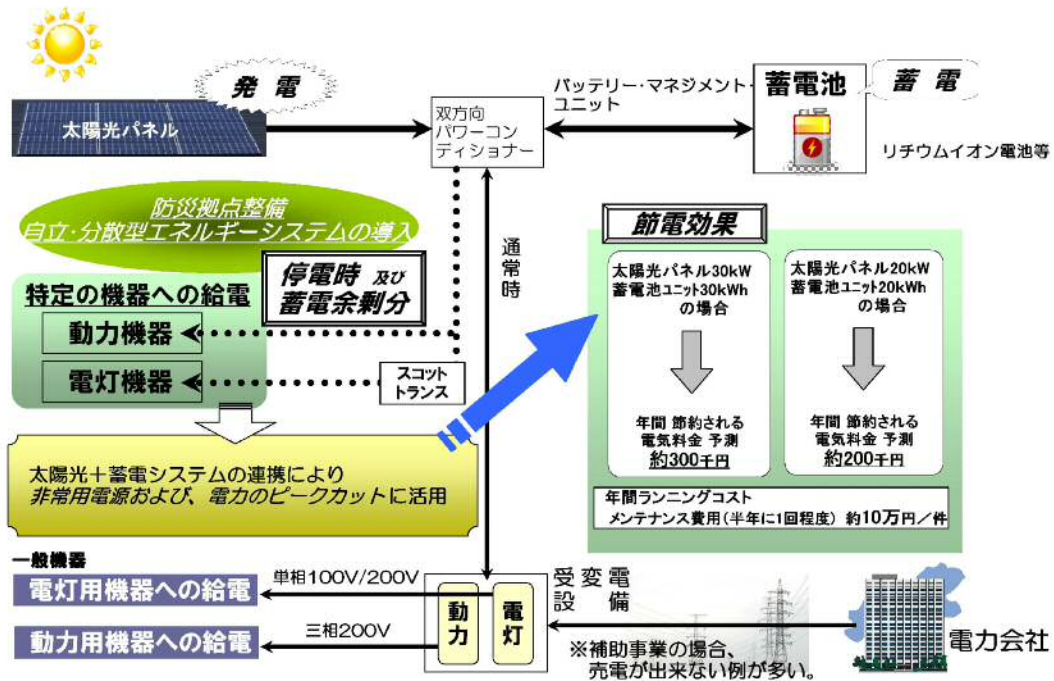 発電
太陽光パネル
双方向
パワーコン
ディショナー
バッテリー・マネジメント・
ユニット
蓄電池
蓄電
リチウムイオン電池等
防災拠点整備
自立・分散型エネルギーシステムの導入
停電時 及び
蓄電余剰分
通常時
特定の機器への給電
動力機器
電灯機器
スコット
トランス
太陽光＋蓄電システムの連携により
非常用電源および、電力のピークカットに活用
節電効果
太陽光パネル30kW
蓄電池ユニット30kWh
の場合
年間 節約される
電気料金 予測
約300千円
太陽光パネル20kW
蓄電池ユニット20kWh
の場合
年間 節約される
電気料金 予測
約200千円
年間ランニングコスト
メンテナンス費用(半年に1回程度) 約10万円／件
一般機器
電灯用機器への給電
単相100V/200V
動力用機器への給電
三相200V
動力
電灯
受変電
設備
※補助事業の場合、
売電が出来ない例が多い。
電力会社